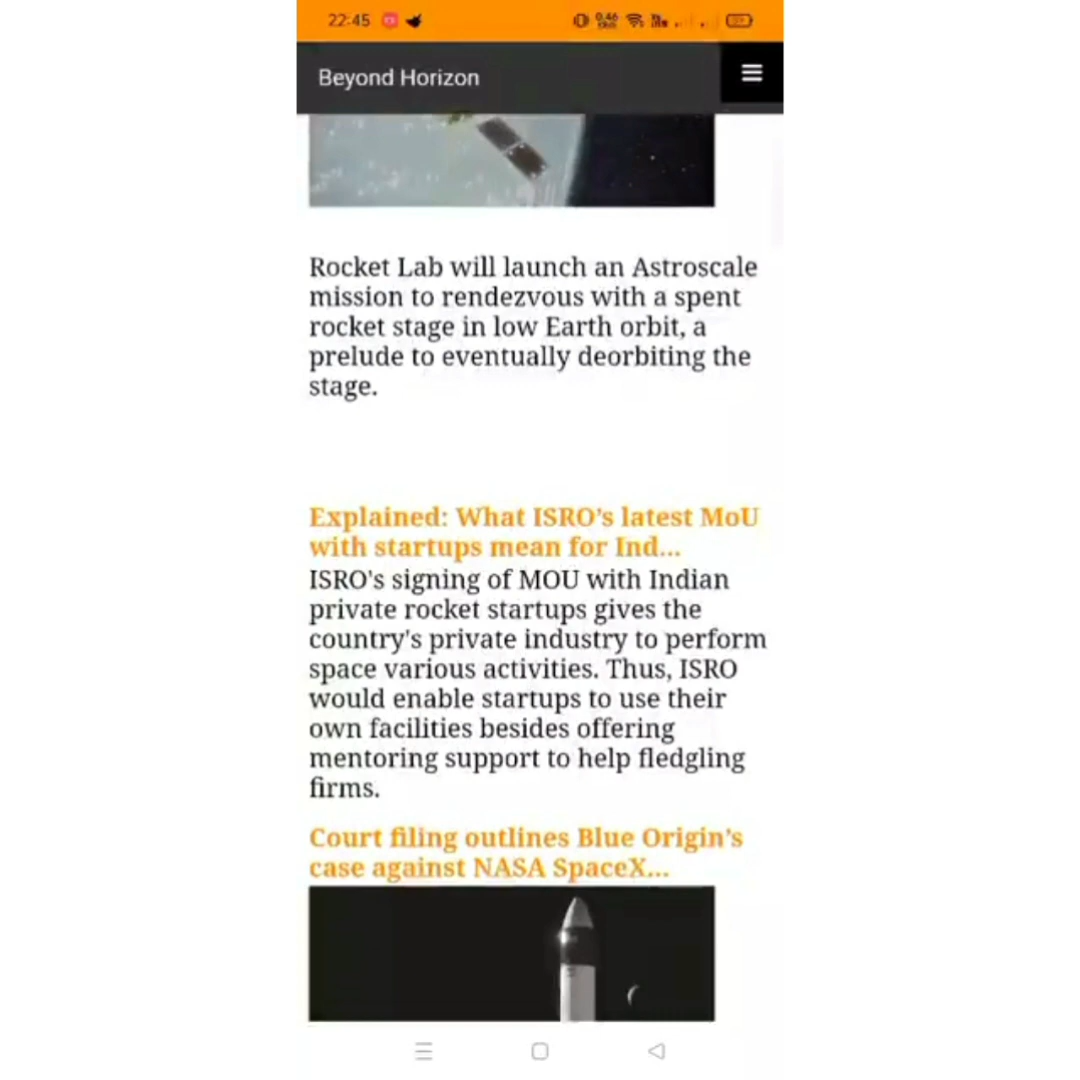 22:45
Beyond Horizon
Rocket Lab will launch an Astroscale
mission to rendezvous with a spent
rocket stage in low Earth orbit, a
prelude to eventually deorbiting the
stage.
Explained: What ISRO's latest MoU
with startups mean for Ind...
ISRO's signing of MOU with Indian
private rocket startups gives the
country's private industry to perform
space various activities. Thus, ISRO
would enable startups to use their
own facilities besides offering
mentoring support to help fledgling
firms.
Court filing outlines Blue Origin's
case against NASA SpaceX...